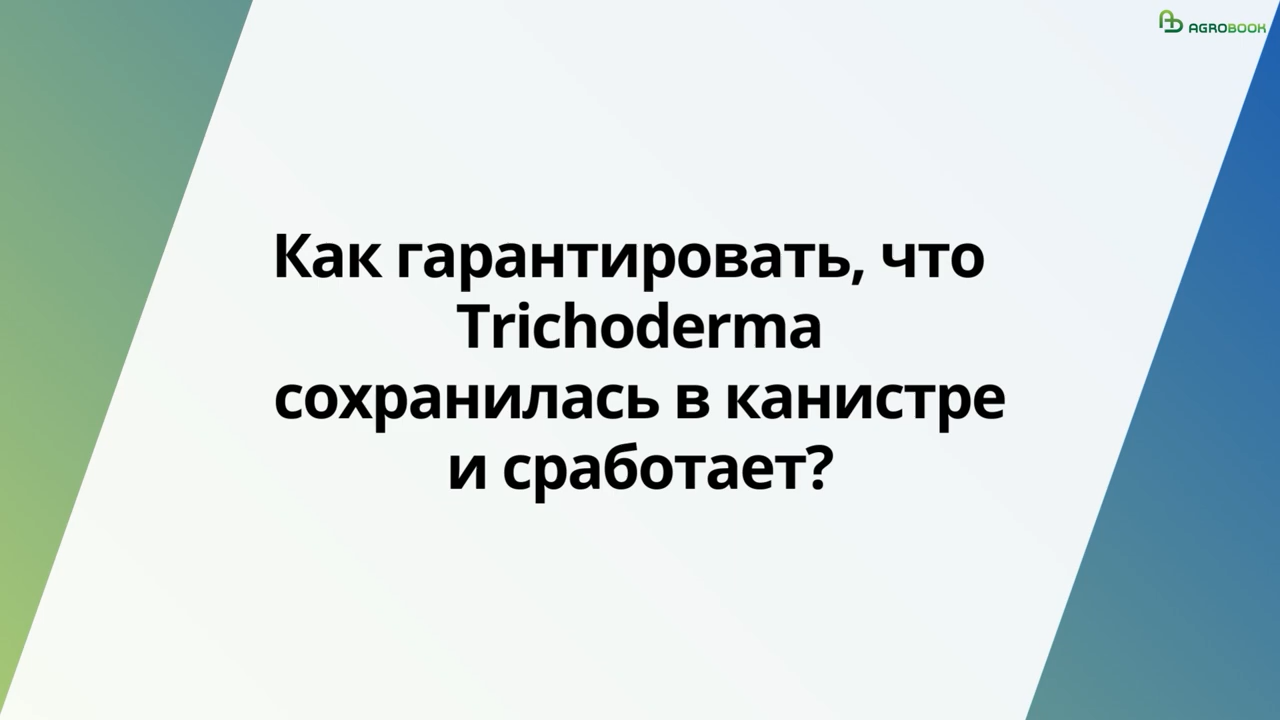 AGROBOOK
Как гарантировать, что
Trichoderma
сохранилась в канистре
и сработает?